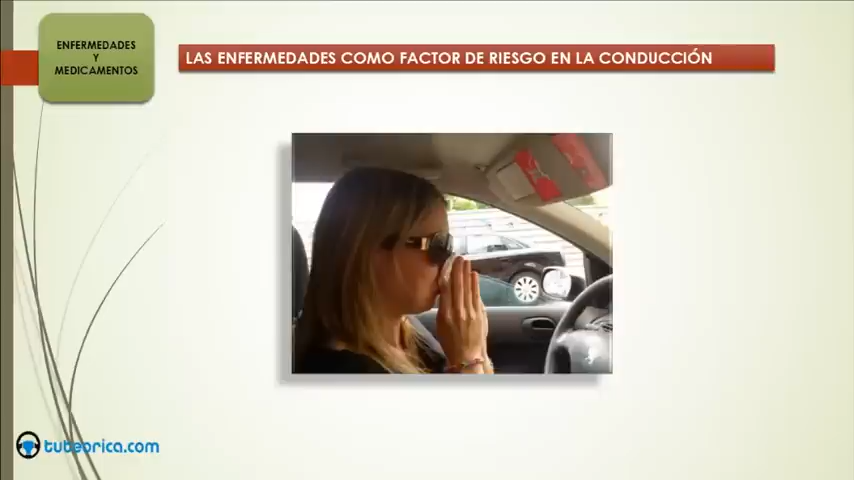 ENFERMEDADES
Y
MEDICAMENTOS
LAS ENFERMEDADES COMO FACTOR DE RIESGO EN LA CONDUCCIÓN
tuteorica.com